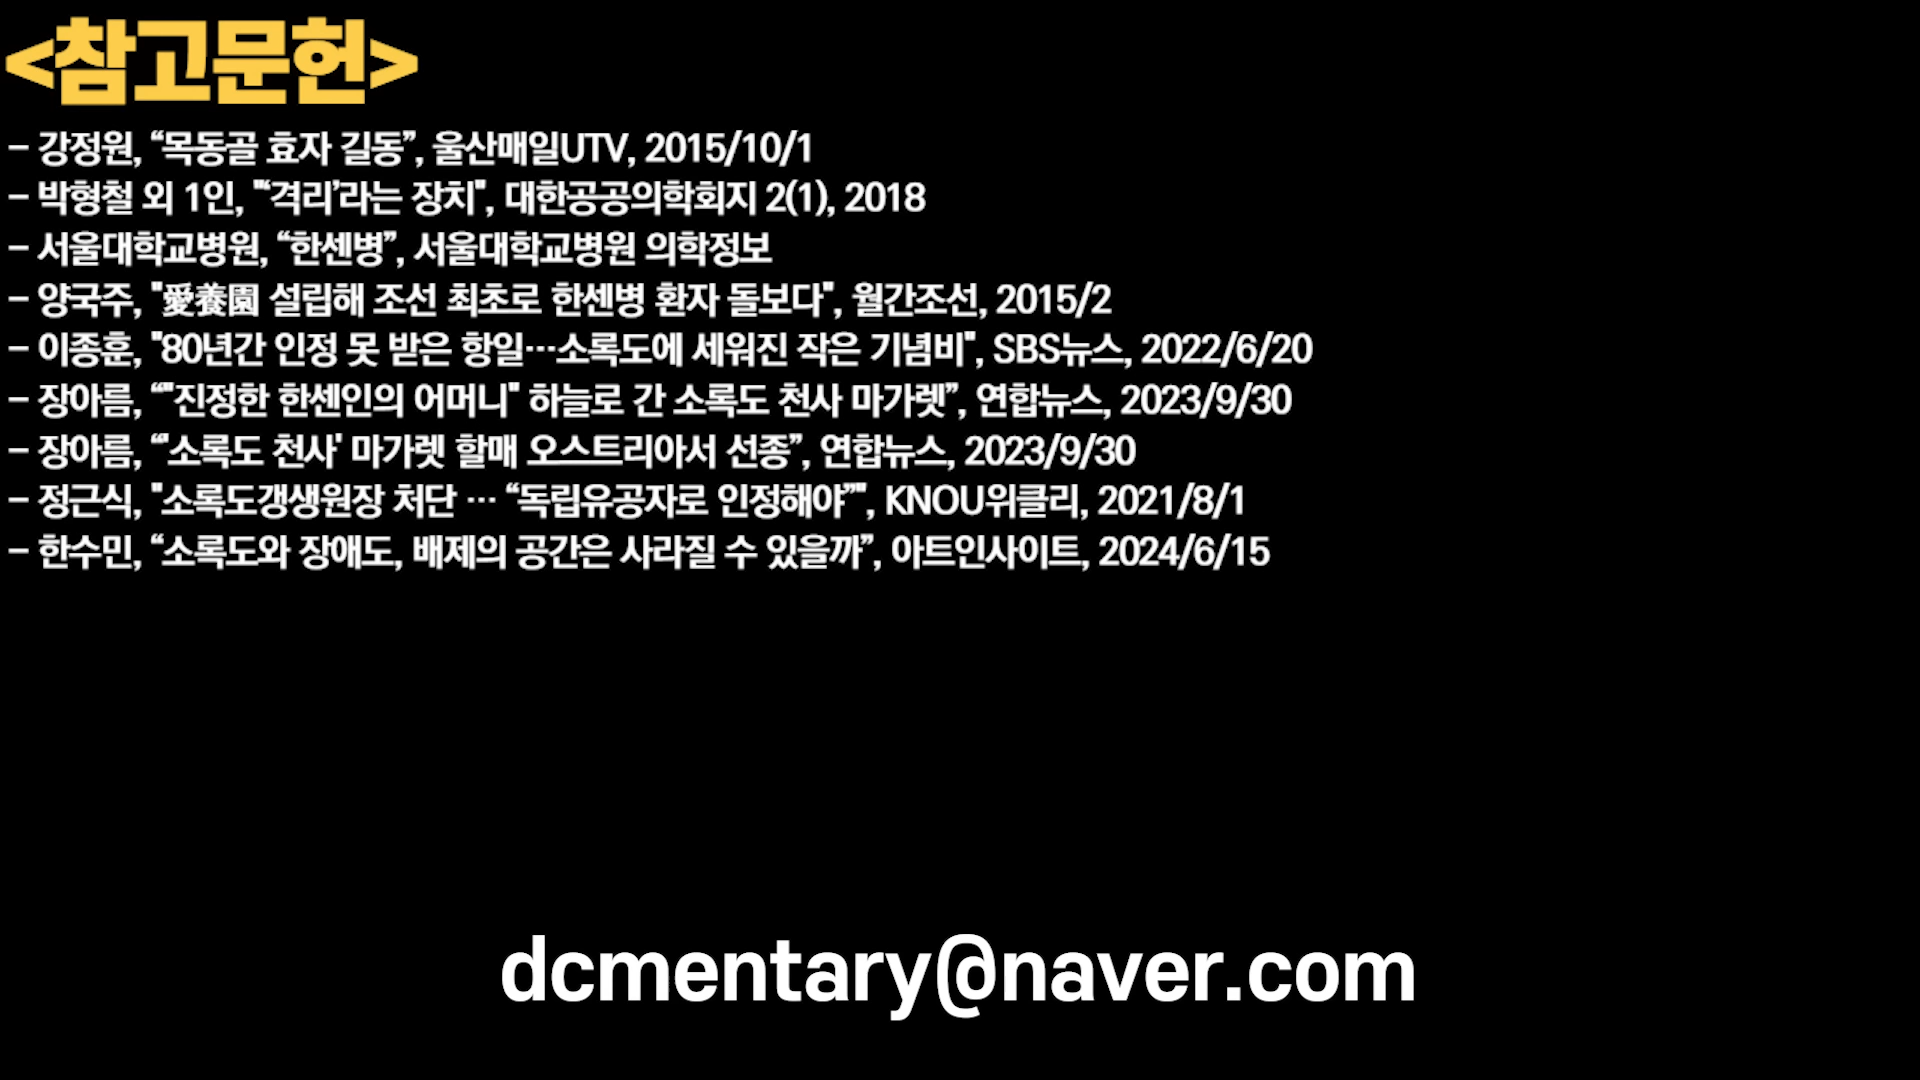 <참고문헌>
- 강정원, “목동골 효자 길동”, 울산매일UTV, 2015/10/1
- 박형철 외 1인, "‘격리’라는 장치", 대한공공의학회지 2(1), 2018
- 서울대학교병원, “한센병”, 서울대학교병원 의학정보
- 양국주, "愛養園 설립해 조선 최초로 한센병 환자 돌보다", 월간조선, 2015/2
- 이종훈, "80년간 인정 못 받은 항일…소록도에 세워진 작은 기념비", SBS뉴스, 2022/6/20
- 장아름, “"진정한 한센인의 어머니" 하늘로 간 소록도 천사 마가렛”, 연합뉴스, 2023/9/30
- 장아름, “'소록도 천사' 마가렛 할매 오스트리아서 선종”, 연합뉴스, 2023/9/30
- 정근식, "소록도갱생원장 처단 … “독립유공자로 인정해야”", KNOU위클리, 2021/8/1
- 한수민, “소록도와 장애도, 배제의 공간은 사라질 수 있을까”, 아트인사이트, 2024/6/15
dcmentary@naver.com